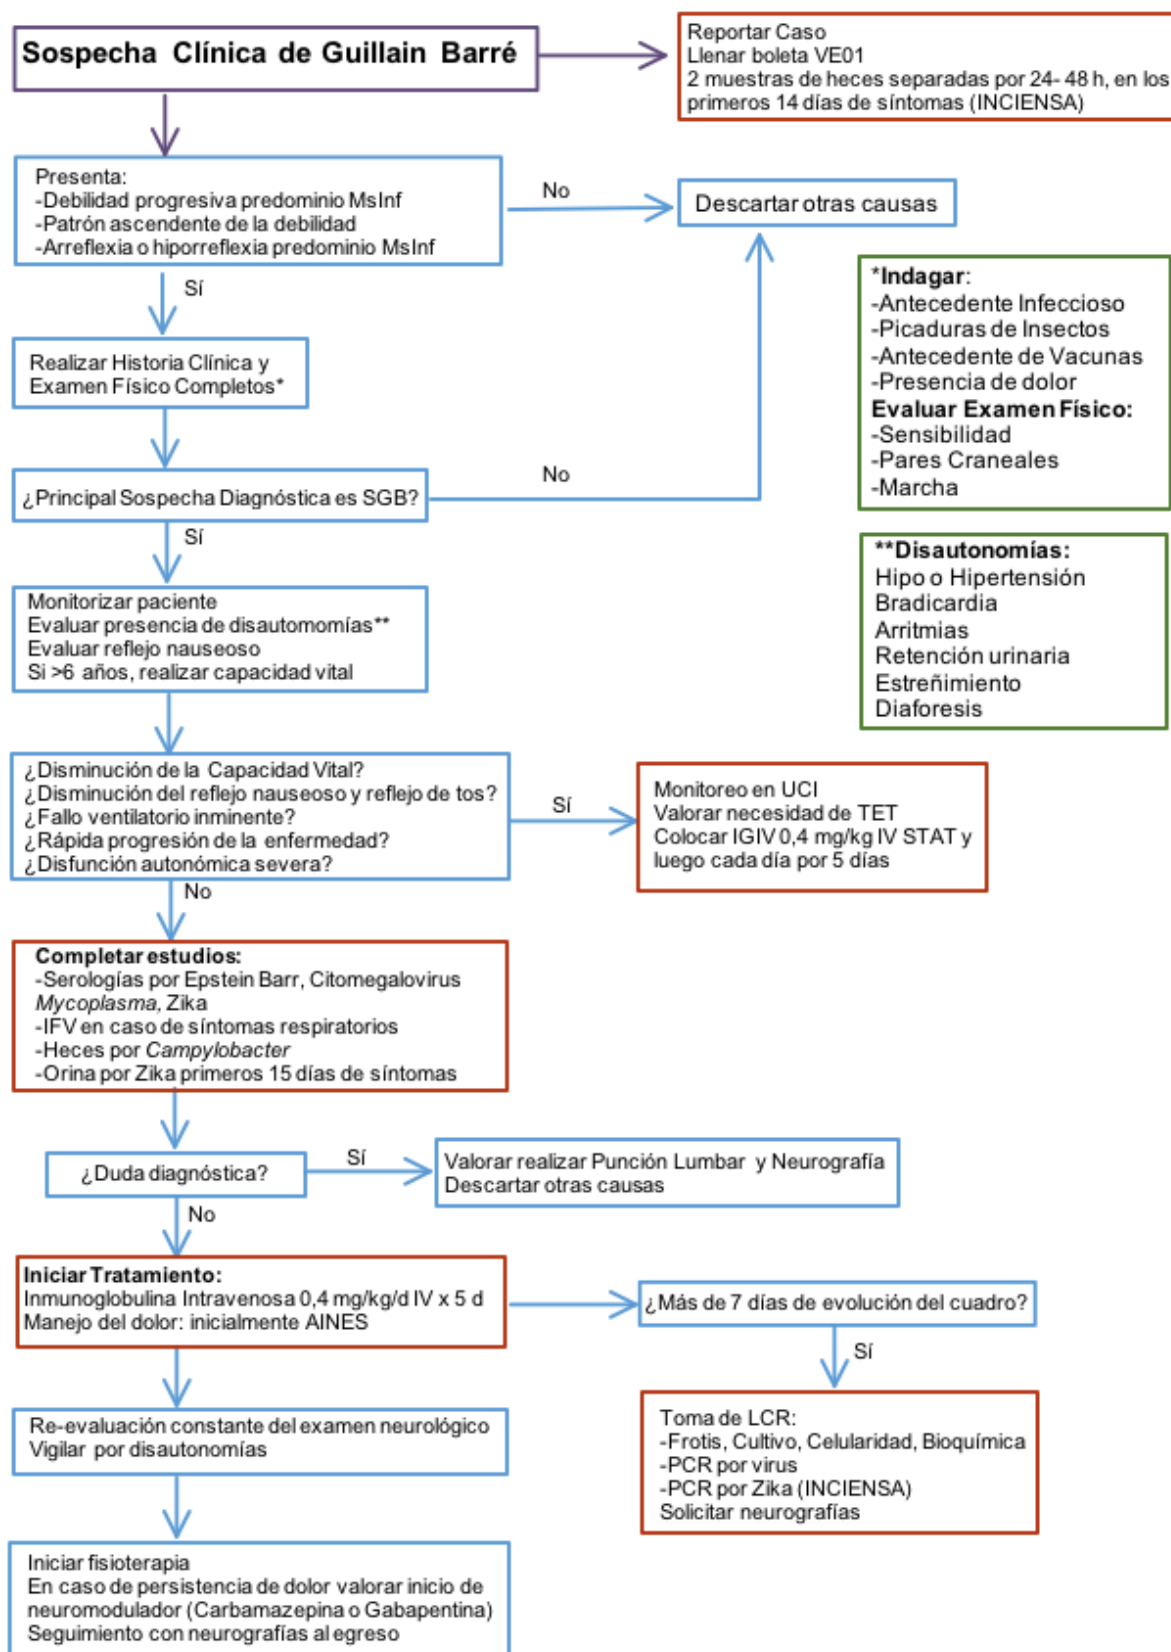 Sospecha Clínica de Guillain Barré
Reportar Caso
Llenar boleta VE01
2 muestras de heces separadas por 24- 48 h, en los
primeros 14 días de síntomas (INCIENSA)
Presenta:
-Debilidad progresiva predominio MsInf
-Patrón ascendente de la debilidad
-Arreflexia o hiporreflexia predominio MsInf
No
Descartar otras causas
Sí
*Indagar:
-Antecedente Infeccioso
-Picaduras de Insectos
-Antecedente de Vacunas
-Presencia de dolor
Evaluar Examen Físico:
-Sensibilidad
-Pares Craneales
-Marcha
Realizar Historia Clínica y
Examen Físico Completos*
¿Principal Sospecha Diagnóstica es SGB?
No
Sí
**Disautonomías:
Hipo o Hipertensión
Bradicardia
Arritmias
Retención urinaria
Estreñimiento
Diaforesis
Monitorizar paciente
Evaluar presencia de disautomomías**
Evaluar reflejo nauseoso
Si >6 años, realizar capacidad vital
¿Disminución de la Capacidad Vital?
¿Disminución del reflejo nauseoso y reflejo de tos?
¿Fallo ventilatorio inminente?
¿Rápida progresión de la enfermedad?
¿Disfunción autonómica severa?
Sí
Monitoreo en UCI
Valorar necesidad de TET
Colocar IGIV 0,4 mg/kg IV STAT y
luego cada día por 5 días
No
Completar estudios:
-Serologías por Epstein Barr, Citomegalovirus
Mycoplasma, Zika
-IFV en caso de síntomas respiratorios
-Heces por Campylobacter
-Orina por Zika primeros 15 días de síntomas
¿Duda diagnóstica?
Sí
Valorar realizar Punción Lumbar y Neurografía
Descartar otras causas
No
Iniciar Tratamiento:
Inmunoglobulina Intravenosa 0,4 mg/kg/d IV x 5 d
Manejo del dolor: inicialmente AINES
¿Más de 7 días de evolución del cuadro?
Sí
Re-evaluación constante del examen neurológico
Vigilar por disautonomías
Toma de LCR:
-Frotis, Cultivo, Celularidad, Bioquímica
-PCR por virus
-PCR por Zika (INCIENSA)
Solicitar neurografías
Iniciar fisioterapia
En caso de persistencia de dolor valorar inicio de
neuromodulador (Carbamazepina o Gabapentina)
Seguimiento con neurografías al egreso